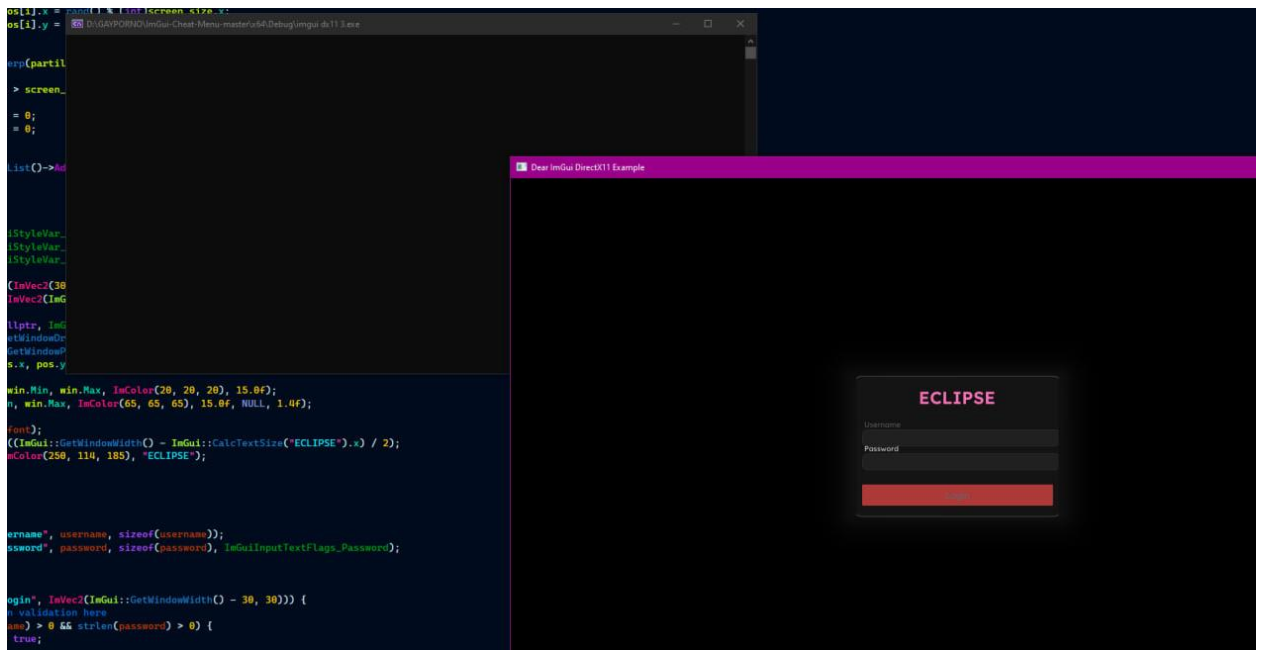 os[i].x = rand() % (int)screen_size.x;
os[i].y =
D:\GAYPORNO\ImGui-Cheat-Menu-master\x64\Debug\imgui dx11 3.exe
erp(partil
> screen_
= 0;
= 0;
List()->Ad
Dear ImGui DirectX11 Example
iStyleVar_
iStyleVar_
iStyleVar_
(ImVec2(30
ImVec2(ImG
llptr, ImG
etWindowDr
GetWindowP
s.x, pos.y
win.Min, win.Max, ImColor(20, 20, 20), 15.0f);
n, win.Max, ImColor(65, 65, 65), 15.0f, NULL, 1.4f);
font);
((ImGui::GetWindowWidth() - ImGui::CalcTextSize("ECLIPSE").x) / 2);
mColor(250, 114, 185), "ECLIPSE");
ername", username, sizeof(username));
ssword", password, sizeof(password), ImGuiInputTextFlags_Password);
ogin", ImVec2(ImGui::GetWindowWidth() - 30, 30))) {
n validation here
ame) > 0 && strlen(password) > 0) {
true;
ECLIPSE
Username
Password
Login